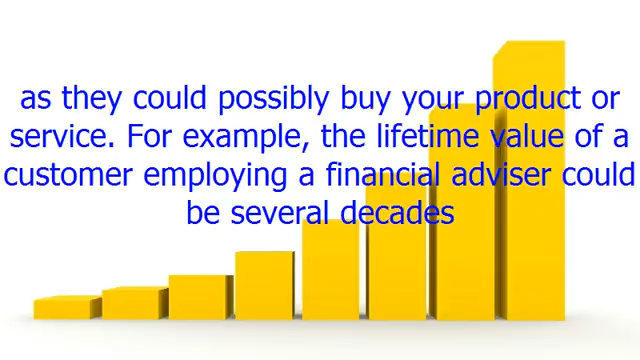 as they could possibly buy your product or
service. For example, the lifetime value of a
customer employing a financial adviser could
be several decades